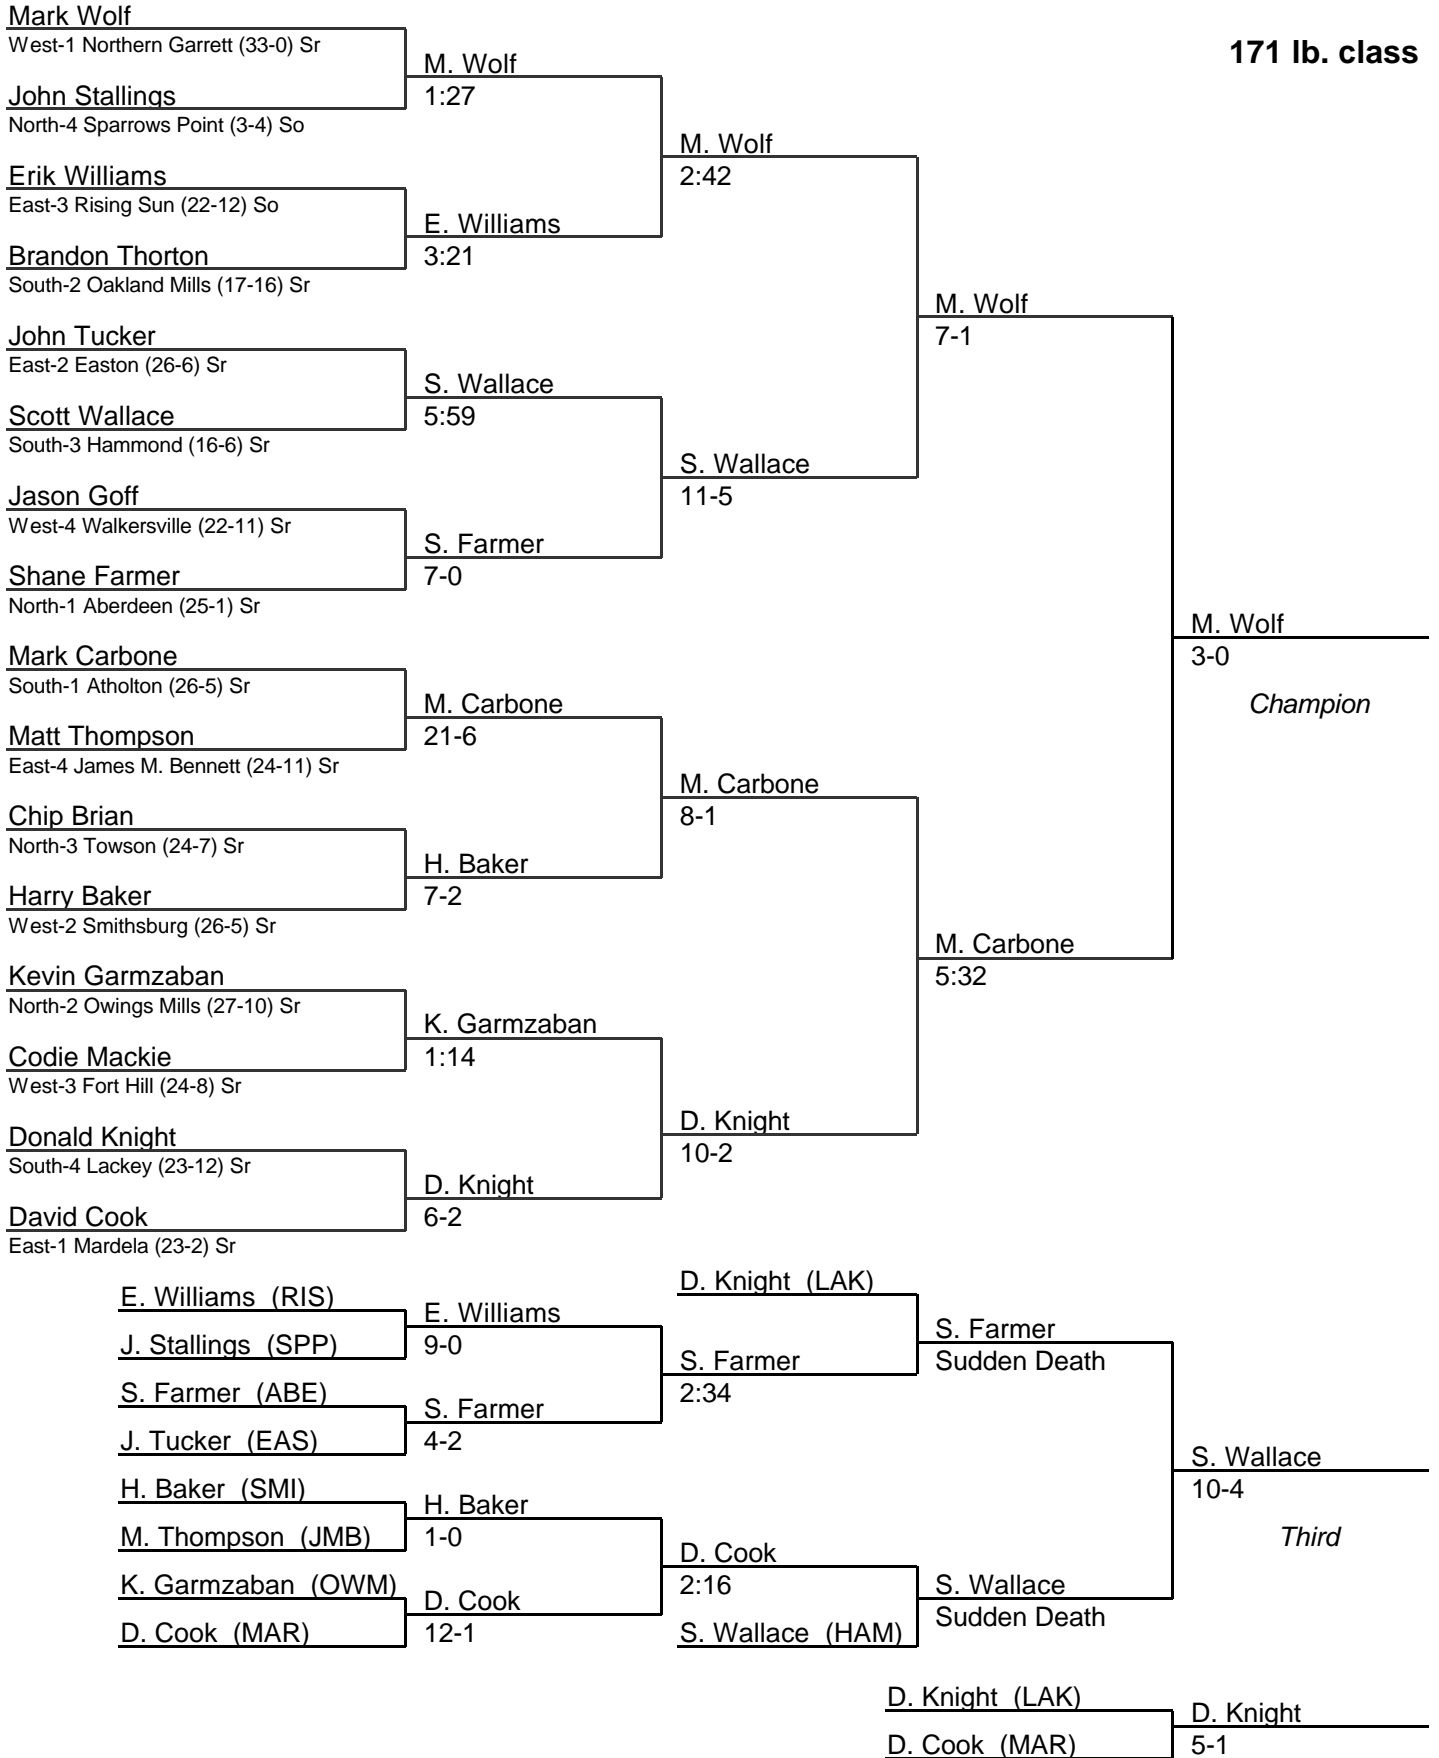 Mark Wolf
West-1 Northern Garrett (33-0) Sr
171 lb. class
M. Wolf
1:27
John Stallings
North-4 Sparrows Point (3-4) So
M. Wolf
2:42
Erik Williams
East-3 Rising Sun (22-12) So
E. Williams
3:21
Brandon Thorton
South-2 Oakland Mills (17-16) Sr
M. Wolf
7-1
John Tucker
East-2 Easton (26-6) Sr
S. Wallace
5:59
Scott Wallace
South-3 Hammond (16-6) Sr
S. Wallace
11-5
Jason Goff
West-4 Walkersville (22-11) Sr
S. Farmer
7-0
Shane Farmer
North-1 Aberdeen (25-1) Sr
M. Wolf
3-0
Champion
Mark Carbone
South-1 Atholton (26-5) Sr
M. Carbone
21-6
Matt Thompson
East-4 James M. Bennett (24-11) Sr
M. Carbone
8-1
Chip Brian
North-3 Towson (24-7) Sr
H. Baker
7-2
Harry Baker
West-2 Smithsburg (26-5) Sr
M. Carbone
5:32
Kevin Garmzaban
North-2 Owings Mills (27-10) Sr
K. Garmzaban
1:14
Codie Mackie
West-3 Fort Hill (24-8) Sr
D. Knight
10-2
Donald Knight
South-4 Lackey (23-12) Sr
D. Knight
6-2
David Cook
East-1 Mardela (23-2) Sr
E. Williams (RIS)
E. Williams
9-0
J. Stallings (SPP)
D. Knight (LAK)
S. Farmer
Sudden Death
S. Farmer
2:34
S. Farmer (ABE)
S. Farmer
4-2
J. Tucker (EAS)
S. Wallace
10-4
Third
H. Baker (SMI)
H. Baker
1-0
M. Thompson (JMB)
D. Cook
2:16
S. Wallace
Sudden Death
K. Garmzaban (OWM)
D. Cook
12-1
D. Cook (MAR)
S. Wallace (HAM)
D. Knight (LAK)
D. Knight
5-1
D. Cook (MAR)